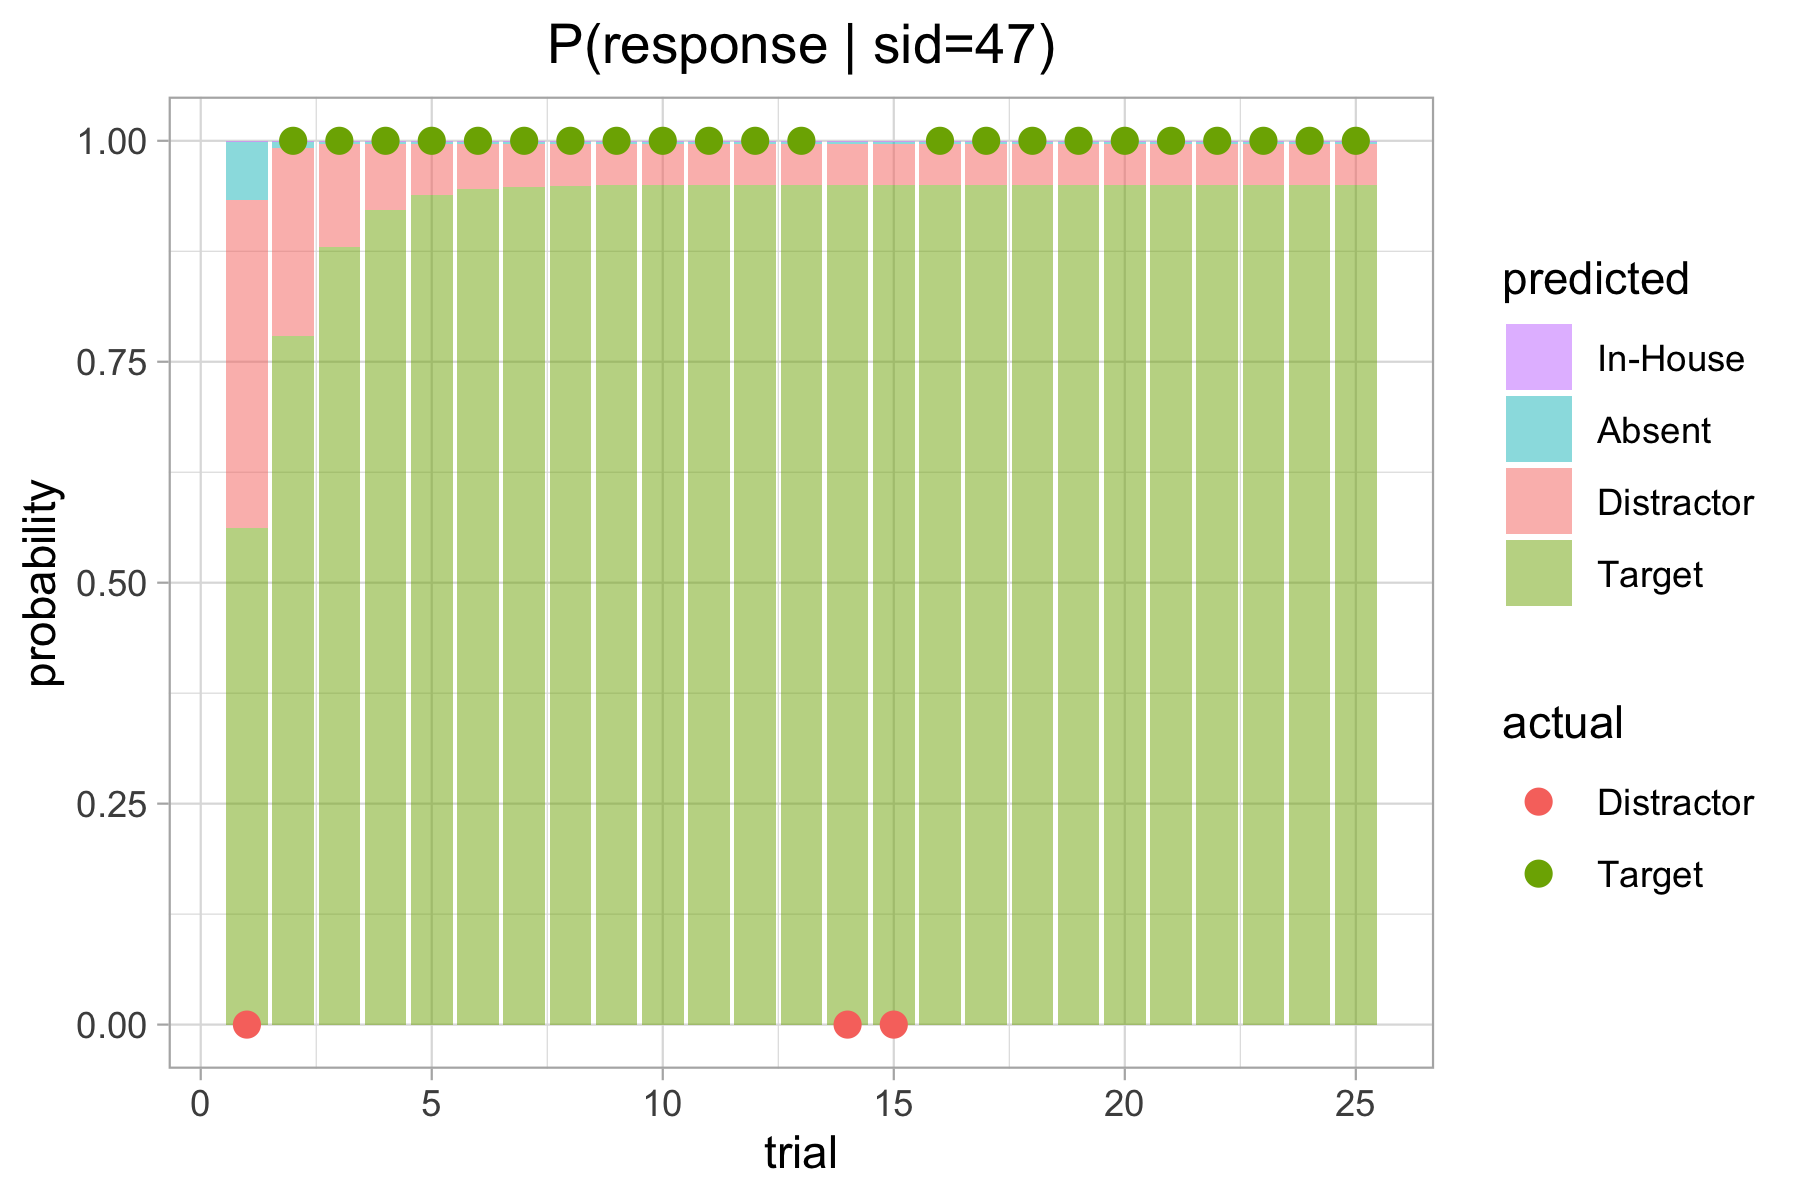 P(response | sid=47)
probability
1.00
0.75
0.50
0.25
0.00
0 5 10 15 20 25
trial
predicted
In-House
Absent
Distractor
Target
actual
Distractor
Target